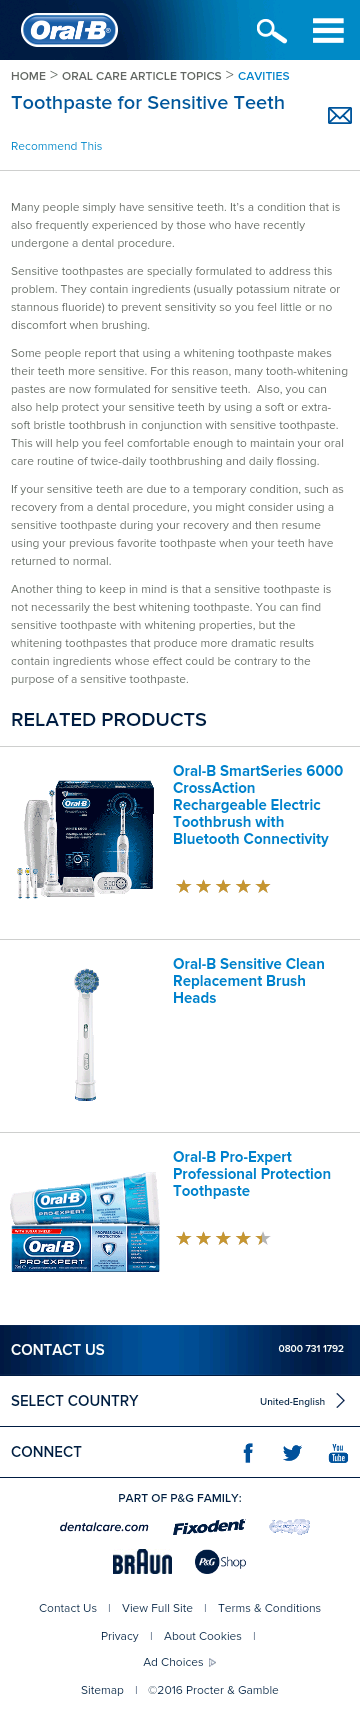 Oral-B®
HOME > ORAL CARE ARTICLE TOPICS > CAVITIES
Toothpaste for Sensitive Teeth
Recommend This
Many people simply have sensitive teeth. It's a condition that is
also frequently experienced by those who have recently
undergone a dental procedure.
Sensitive toothpastes are specially formulated to address this
problem. They contain ingredients (usually potassium nitrate or
stannous fluoride) to prevent sensitivity so you feel little or no
discomfort when brushing.
Some people report that using a whitening toothpaste makes
their teeth more sensitive. For this reason, many tooth-whitening
pastes are now formulated for sensitive teeth.  Also, you can
also help protect your sensitive teeth by using a soft or extra-
soft bristle toothbrush in conjunction with sensitive toothpaste.
This will help you feel comfortable enough to maintain your oral
care routine of twice-daily toothbrushing and daily flossing.
If your sensitive teeth are due to a temporary condition, such as
recovery from a dental procedure, you might consider using a
sensitive toothpaste during your recovery and then resume
using your previous favorite toothpaste when your teeth have
returned to normal.
Another thing to keep in mind is that a sensitive toothpaste is
not necessarily the best whitening toothpaste. You can find
sensitive toothpaste with whitening properties, but the
whitening toothpastes that produce more dramatic results
contain ingredients whose effect could be contrary to the
purpose of a sensitive toothpaste.
RELATED PRODUCTS
Oral-B
Oral-B SmartSeries 6000
CrossAction
Rechargeable Electric
Toothbrush with
Bluetooth Connectivity
Oral-B Sensitive Clean
Replacement Brush
Heads
Oral-B
PRO-EXPERT
Oral-B
PRO-EXPERT
PROFESSIONAL
PROTECTION
Oral-B Pro-Expert
Professional Protection
Toothpaste
CONTACT US 0800 731 1792
SELECT COUNTRY United-English
CONNECT f You Tube
PART OF P&G FAMILY:
dentalcare.com Fixodent
BRAUN P&G Shop
Contact Us | View Full Site | Terms & Conditions
Privacy | About Cookies |
Ad Choices
Sitemap | ©2016 Procter & Gamble